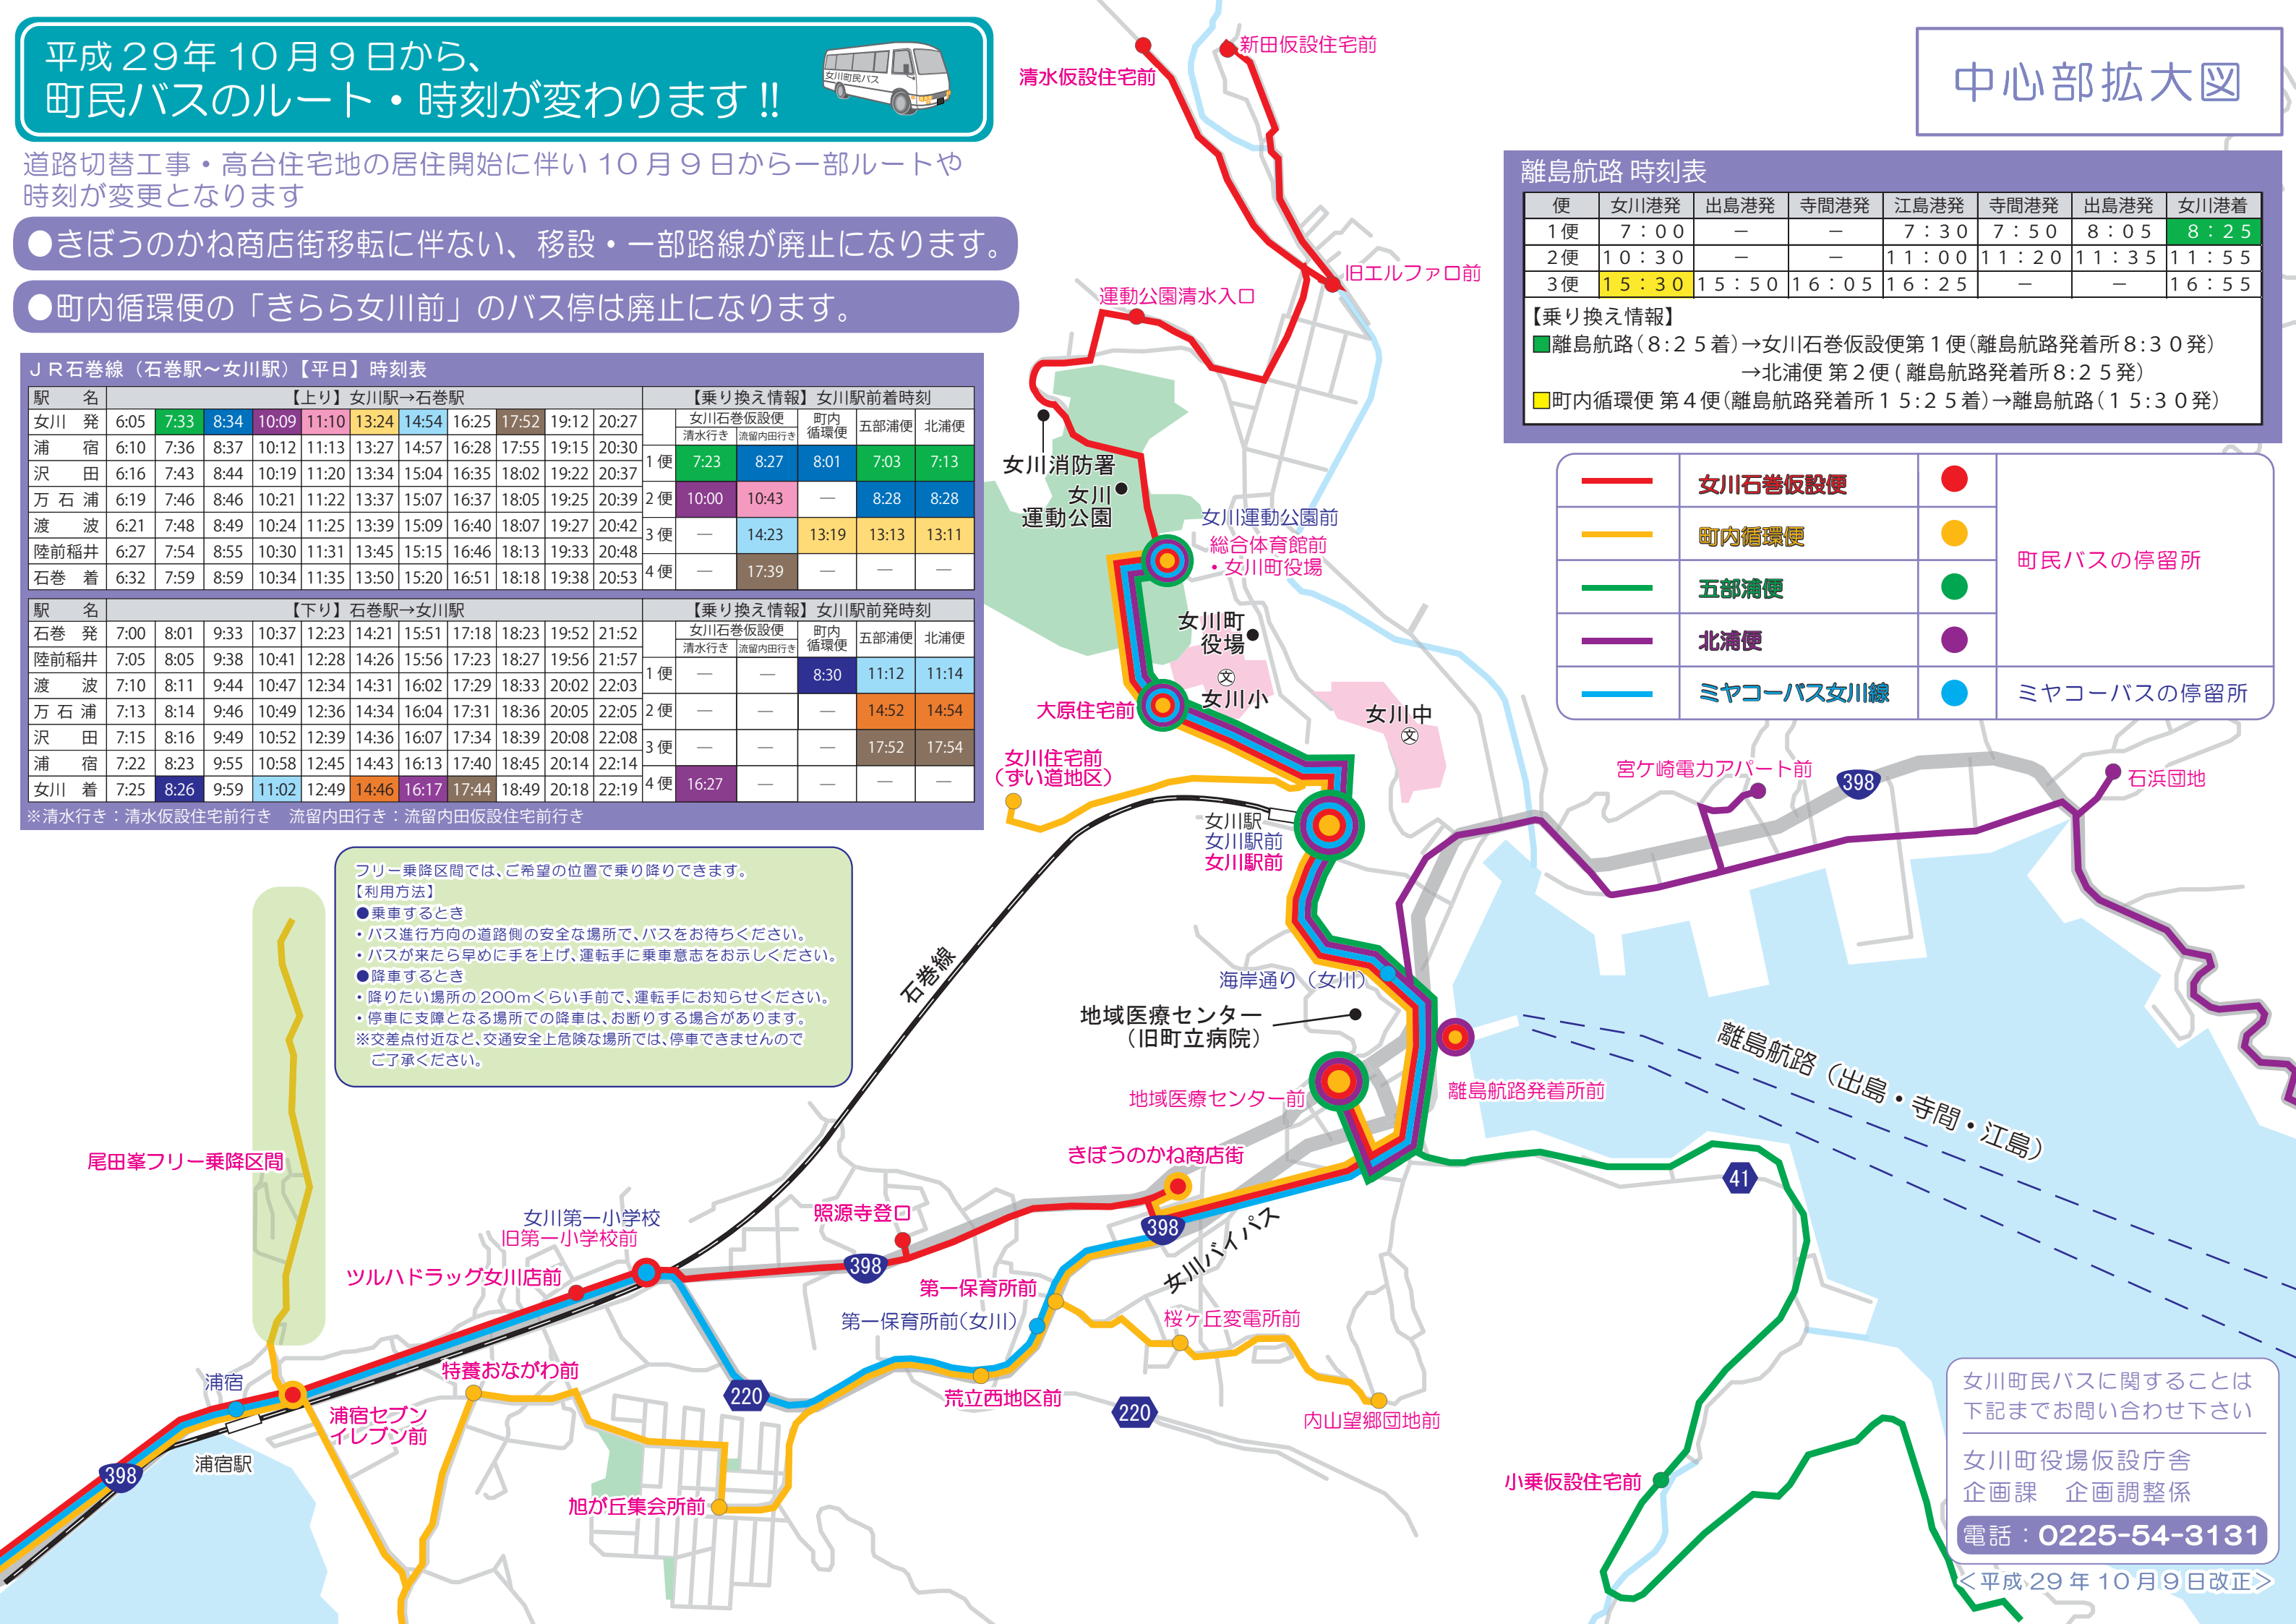 平成29年10月9日から、
町民バスのルート・時刻が変わります!!
女川町民バス
道路切替工事・高台住宅地の居住開始に伴い10月9日から一部ルートや
時刻が変更となります
●きぼうのかね商店街移転に伴ない、移設・一部路線が廃止になります。
●町内循環便の「きらら女川前」のバス停は廃止になります。
JR石巻線（石巻駅～女川駅）【平日】時刻表
駅 名 【上り】女川駅→石巻駅 【乗り換え情報】女川駅前着時刻
女川 発 6:05 7:33 8:34 10:09 11:10 13:24 14:54 16:25 17:52 19:12 20:27
浦 宿 6:10 7:36 8:37 10:12 11:13 13:27 14:57 16:28 17:55 19:15 20:30
沢 田 6:16 7:43 8:44 10:19 11:20 13:34 15:04 16:35 18:02 19:22 20:37
万石浦 6:19 7:46 8:46 10:21 11:22 13:37 15:07 16:37 18:05 19:25 20:39
渡 波 6:21 7:48 8:49 10:24 11:25 13:39 15:09 16:40 18:07 19:27 20:42
陸前稲井 6:27 7:54 8:55 10:30 11:31 13:45 15:15 16:46 18:13 19:33 20:48
石巻 着 6:32 7:59 8:59 10:34 11:35 13:50 15:20 16:51 18:18 19:38 20:53
女川石巻仮設便 町内循環便 五部浦便 北浦便
清水行き 流留内田行き
1便 7:23 8:27 8:01 7:03 7:13
2便 10:00 10:43 — 8:28 8:28
3便 — 14:23 13:19 13:13 13:11
4便 — 17:39 — — —
駅 名 【下り】石巻駅→女川駅 【乗り換え情報】女川駅前発時刻
石巻 発 7:00 8:01 9:33 10:37 12:23 14:21 15:51 17:18 18:23 19:52 21:52
陸前稲井 7:05 8:05 9:38 10:41 12:28 14:26 15:56 17:23 18:27 19:56 21:57
渡 波 7:10 8:11 9:44 10:47 12:34 14:31 16:02 17:29 18:33 20:02 22:03
万石浦 7:13 8:14 9:46 10:49 12:36 14:34 16:04 17:31 18:36 20:05 22:05
沢 田 7:15 8:16 9:49 10:52 12:39 14:36 16:07 17:34 18:39 20:08 22:08
浦 宿 7:22 8:23 9:55 10:58 12:45 14:43 16:13 17:40 18:45 20:14 22:14
女川 着 7:25 8:26 9:59 11:02 12:49 14:46 16:17 17:44 18:49 20:18 22:19
女川石巻仮設便 町内循環便 五部浦便 北浦便
清水行き 流留内田行き
1便 — — 8:30 11:12 11:14
2便 — — — 14:52 14:54
3便 — — — 17:52 17:54
4便 16:27 — — — —
※清水行き：清水仮設住宅前行き 流留内田行き：流留内田仮設住宅前行き
フリー乗降区間では、ご希望の位置で乗り降りできます。
【利用方法】
●乗車するとき
・バス進行方向の道路側の安全な場所で、バスをお待ちください。
・バスが来たら早めに手を上げ、運転手に乗車意志をお示しください。
●降車するとき
・降りたい場所の200mくらい手前で、運転手にお知らせください。
・停車に支障となる場所での降車は、お断りする場合があります。
※交差点付近など、交通安全上危険な場所では、停車できませんので
ご了承ください。
中心部拡大図
離島航路 時刻表
便 女川港発 出島港発 寺間港発 江島港発 寺間港発 出島港発 女川港着
1便 7：00 － － 7：30 7：50 8：05 8：25
2便 10：30 － － 11：00 11：20 11：35 11：55
3便 15：30 15：50 16：05 16：25 － － 16：55
【乗り換え情報】
■離島航路（8:25着）→女川石巻仮設便第1便（離島航路発着所8:30発）
→北浦便 第2便（離島航路発着所8:25発）
■町内循環便 第4便（離島航路発着所15:25着）→離島航路（15:30発）
女川石巻仮設便
町内循環便
五部浦便
北浦便
町民バスの停留所
ミヤコーバス女川線
ミヤコーバスの停留所
清水仮設住宅前
新田仮設住宅前
旧エルファロ前
運動公園清水入口
女川消防署
女川
運動公園
女川運動公園前
総合体育館前
・女川町役場
女川町
役場
文
女川小
女川中
文
大原住宅前
女川住宅前
（ずい道地区）
女川駅
女川駅前
女川駅前
宮ケ崎電力アパート前
398
石浜団地
石巻線
海岸通り（女川）
地域医療センター
（旧町立病院）
地域医療センター前
離島航路発着所前
離島航路（出島・寺間・江島）
きぼうのかね商店街
398
女川バイパス
41
尾田峯フリー乗降区間
照源寺登口
女川第一小学校
旧第一小学校前
398
ツルハドラッグ女川店前
第一保育所前
第一保育所前（女川）
桜ヶ丘変電所前
特養おながわ前
浦宿
220
荒立西地区前
220
内山望郷団地前
浦宿セブン
イレブン前
浦宿駅
398
旭が丘集会所前
小乗仮設住宅前
女川町民バスに関することは
下記までお問い合わせ下さい
女川町役場仮設庁舎
企画課 企画調整係
電話：0225-54-3131
＜平成29年10月9日改正＞